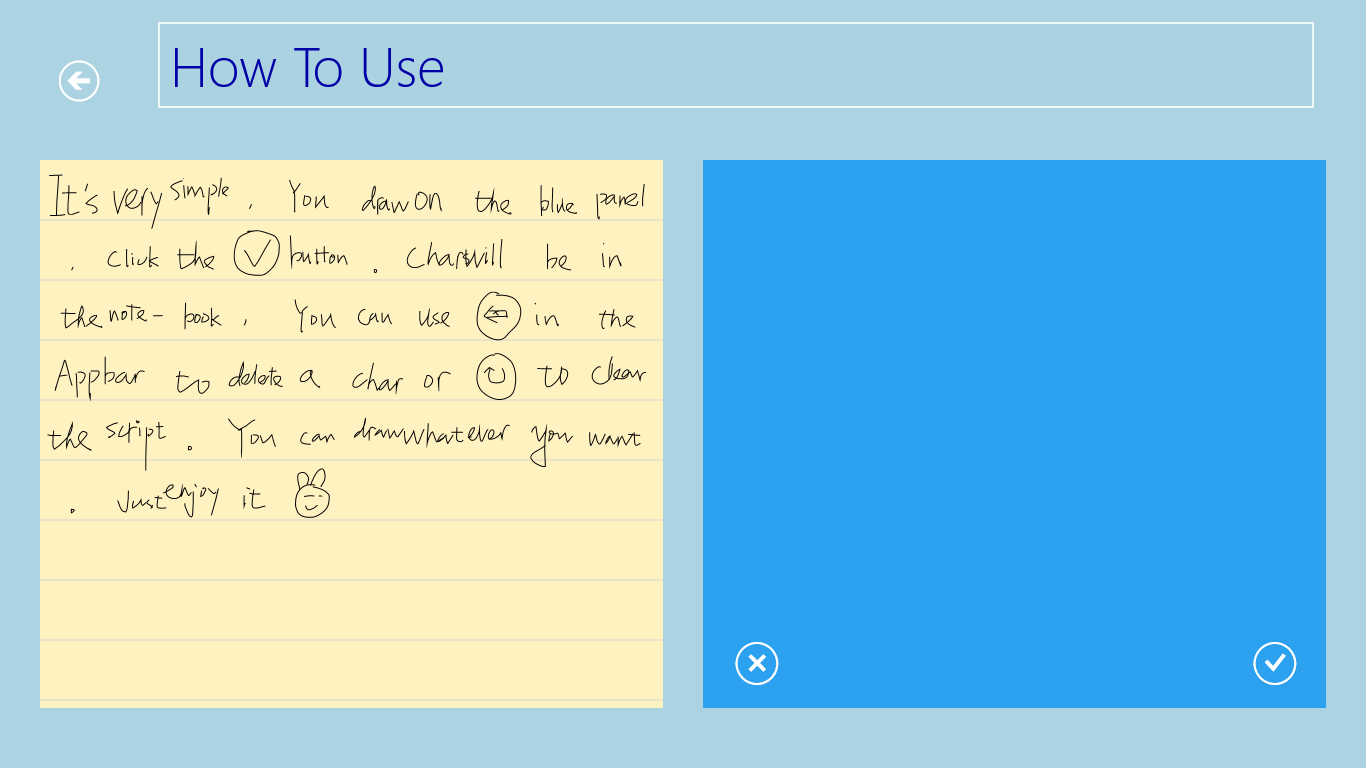 How To Use
It's very simple . You draw on the blue panel
. Click the button . Chars will be in
the note- book . You can use in the
Appbar to delete a char or to clear
the script . You can draw whatever you want
. Just enjoy it